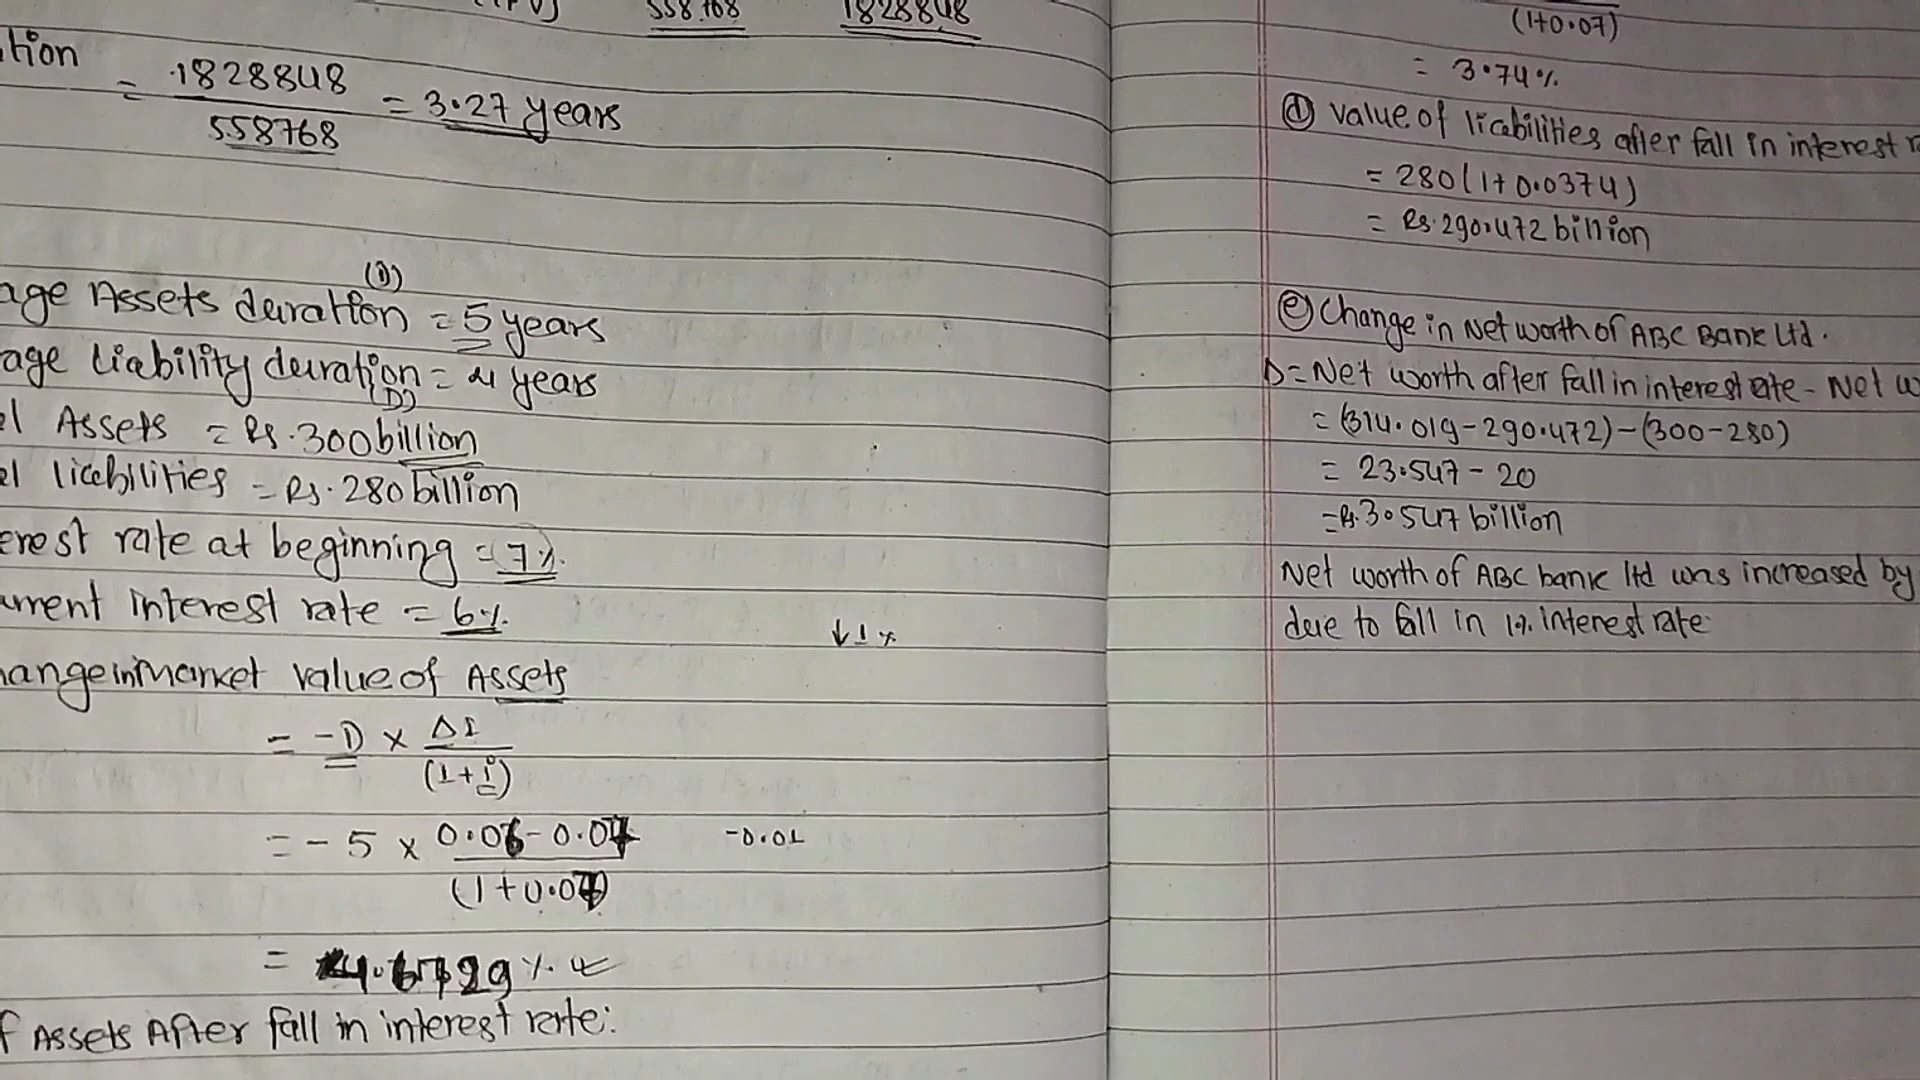 558768 1828848
tion
= 1828848 = 3.27 years
558768
(D)
age Assets duration = 5 years
age liability duration = 4 years
(D)
al Assets = Rs. 300 billion
al liabilities = Rs. 280 billion
erest rate at beginning = 7%.
urrent interest rate = 6%.
↓1%
hange in Market value of Assets
= -D × ΔI
(1+i)
= -5 × 0.06-0.07 -0.01
(1+0.07)
= 4.6729%
f Assets After fall in interest rate:
(1+0.07)
= 3.74%
(d) value of liabilities after fall in interest r
= 280(1+0.0374)
= Rs. 290.472 billion
(e) Change in Net worth of ABC Bank Ltd.
Δ = Net worth after fall in interest rate - Net w
= (314.019-290.472)-(300-280)
= 23.547 - 20
= Rs. 3.547 billion
Net worth of ABC bank ltd was increased by
due to fall in 1%. interest rate